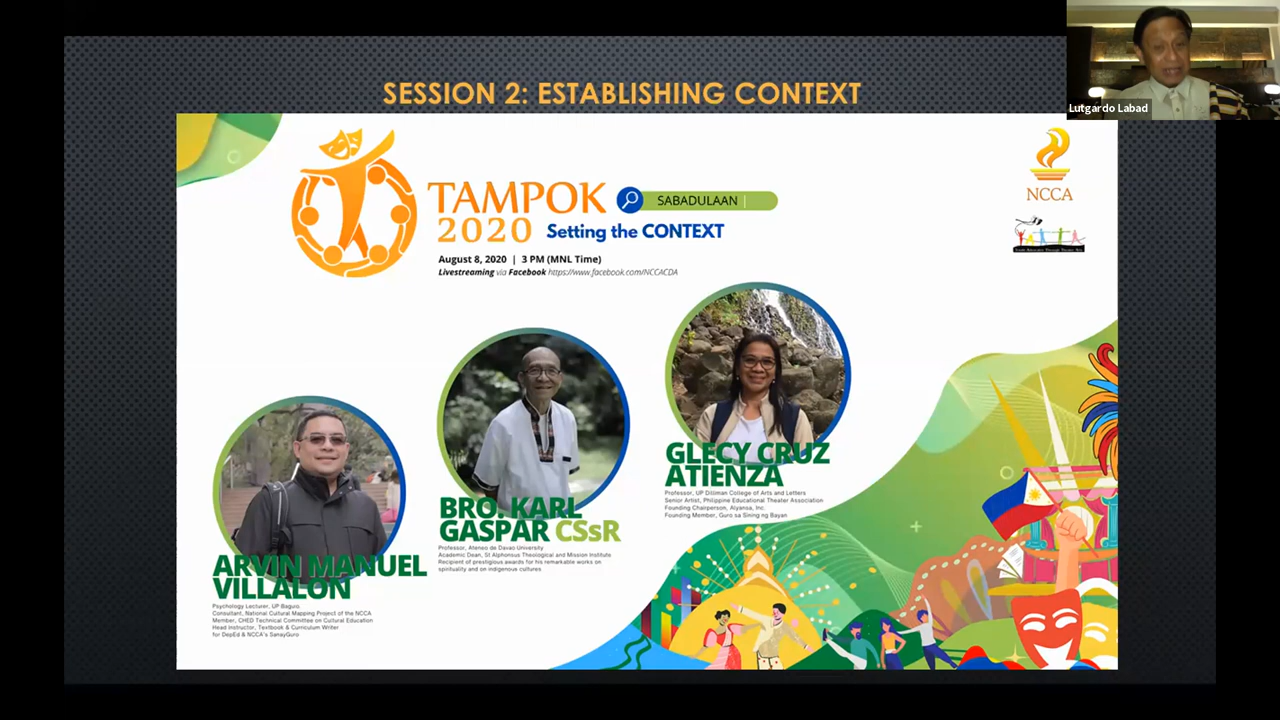 SESSION 2: ESTABLISHING CONTEXT
Lutgardo Labad
TAMPOK
2020
SABADULAAN |
Setting the CONTEXT
August 8, 2020 | 3 PM (MNL Time)
Livestreaming via Facebook https://www.facebook.com/NCCACDA
NCCA
GLECY CRUZ
ATIENZA
Professor, UP Diliman College of Arts and Letters
Senior Artist, Philippine Educational Theater Association
Founding Chairperson, Alyansa, Inc.
Founding Member, Guro sa Sining ng Bayan
BRO. KARL
GASPAR CSsR
Professor, Ateneo de Davao University
Academic Dean, St Alphonsus Theological and Mission Institute
Recipient of prestigious awards for his remarkable works on
spirituality and on indigenous cultures
ARVIN MANUEL
VILLALON
Psychology Lecturer, UP Baguio
Consultant, National Cultural Mapping Project of the NCCA
Member, CHED Technical Committee on Cultural Education
Head Instructor, Textbook & Curriculum Writer
for DepEd & NCCA's SanayGuro